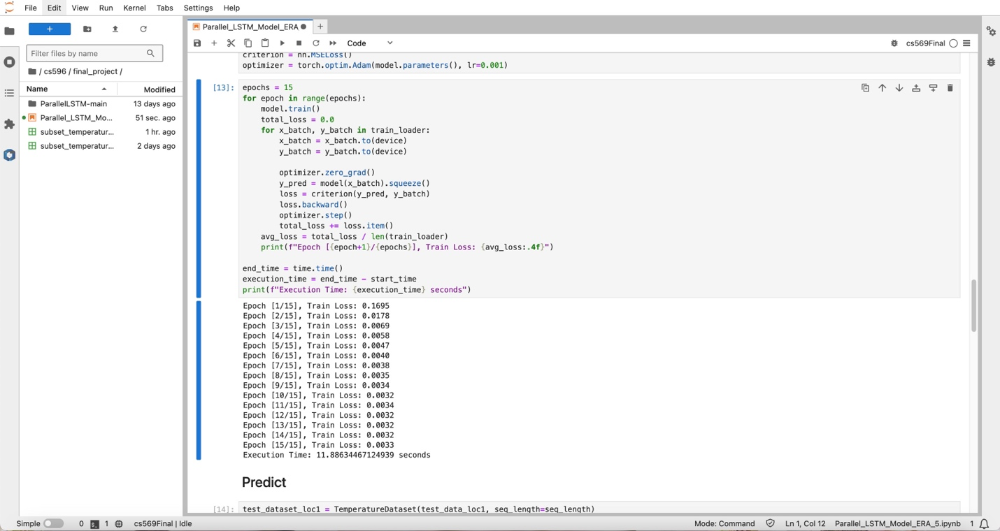 File Edit View Run Kernel Tabs Settings Help
Filter files by name
/ cs596 / final_project /
Name Modified
ParallelLSTM-main 13 days ago
Parallel_LSTM_Mo... 51 sec. ago
subset_temperatur... 1 hr. ago
subset_temperatur... 2 days ago
Parallel_LSTM_Model_ERA
Code
cs569Final
criterion = nn.MSELoss()
optimizer = torch.optim.Adam(model.parameters(), lr=0.001)
[13]:
epochs = 15
for epoch in range(epochs):
    model.train()
    total_loss = 0.0
    for x_batch, y_batch in train_loader:
        x_batch = x_batch.to(device)
        y_batch = y_batch.to(device)

        optimizer.zero_grad()
        y_pred = model(x_batch).squeeze()
        loss = criterion(y_pred, y_batch)
        loss.backward()
        optimizer.step()
        total_loss += loss.item()
    avg_loss = total_loss / len(train_loader)
    print(f"Epoch [{epoch+1}/{epochs}], Train Loss: {avg_loss:.4f}")

end_time = time.time()
execution_time = end_time - start_time
print(f"Execution Time: {execution_time} seconds")
Epoch [1/15], Train Loss: 0.1695
Epoch [2/15], Train Loss: 0.0178
Epoch [3/15], Train Loss: 0.0069
Epoch [4/15], Train Loss: 0.0058
Epoch [5/15], Train Loss: 0.0047
Epoch [6/15], Train Loss: 0.0040
Epoch [7/15], Train Loss: 0.0038
Epoch [8/15], Train Loss: 0.0035
Epoch [9/15], Train Loss: 0.0034
Epoch [10/15], Train Loss: 0.0032
Epoch [11/15], Train Loss: 0.0034
Epoch [12/15], Train Loss: 0.0032
Epoch [13/15], Train Loss: 0.0032
Epoch [14/15], Train Loss: 0.0032
Epoch [15/15], Train Loss: 0.0033
Execution Time: 11.88634467124939 seconds
Predict
[14]:
test_dataset_loc1 = TemperatureDataset(test_data_loc1, seq_length=seq_length)
Simple 0 1 cs569Final | Idle Mode: Command Ln 1, Col 12 Parallel_LSTM_Model_ERA_5.ipynb 1